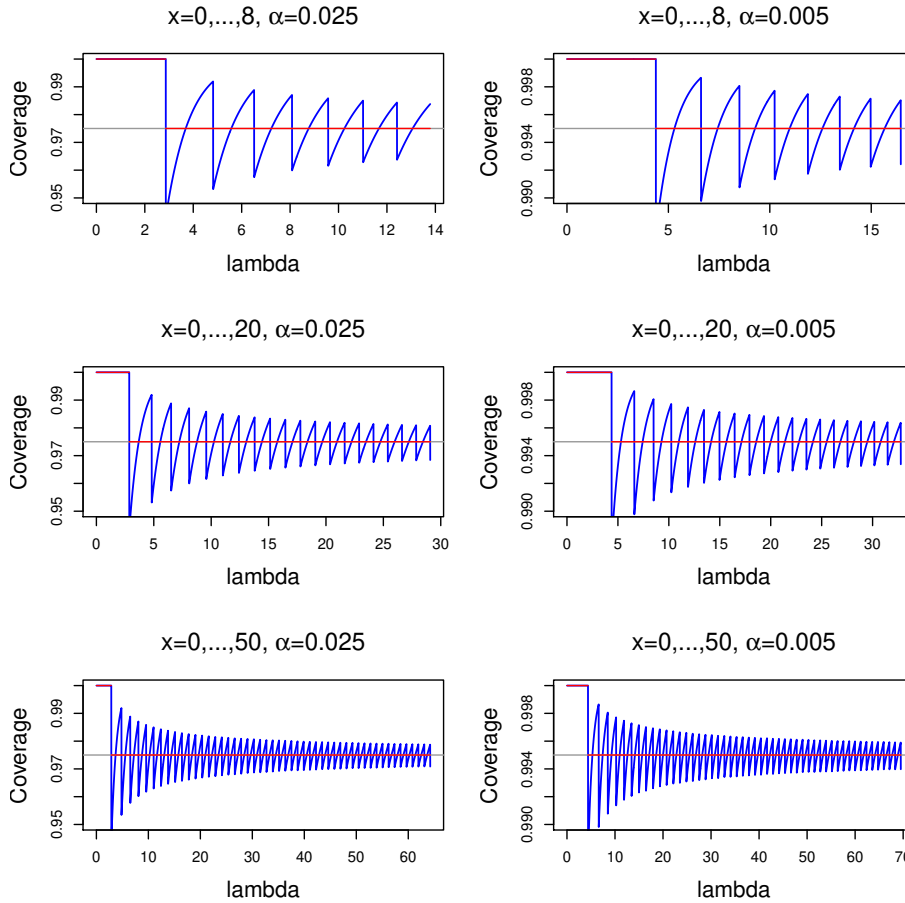 x=0,...,8, α=0.025
Coverage
0.95 0.97 0.99
0 2 4 6 8 10 12 14
lambda
x=0,...,8, α=0.005
Coverage
0.990 0.994 0.998
0 5 10 15
lambda
x=0,...,20, α=0.025
Coverage
0.95 0.97 0.99
0 5 10 15 20 25 30
lambda
x=0,...,20, α=0.005
Coverage
0.990 0.994 0.998
0 5 10 15 20 25 30
lambda
x=0,...,50, α=0.025
Coverage
0.95 0.97 0.99
0 10 20 30 40 50 60
lambda
x=0,...,50, α=0.005
Coverage
0.990 0.994 0.998
0 10 20 30 40 50 60 70
lambda